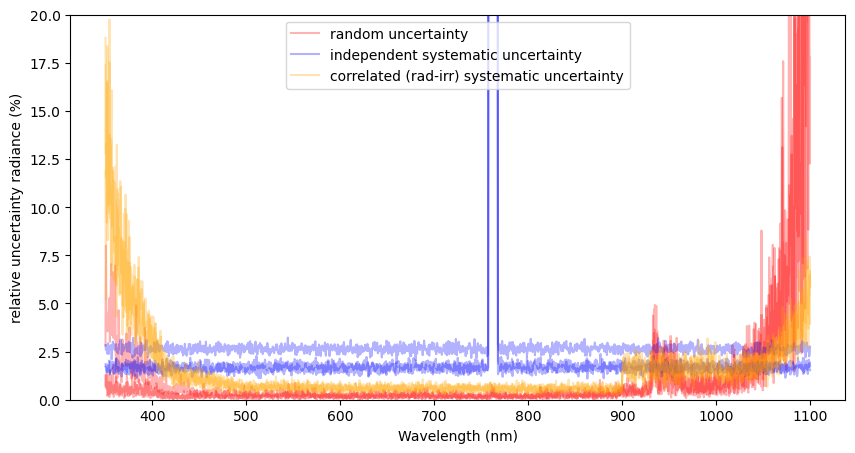 random uncertainty
independent systematic uncertainty
correlated (rad-irr) systematic uncertainty
relative uncertainty radiance (%)
20.0
17.5
15.0
12.5
10.0
7.5
5.0
2.5
0.0
400 500 600 700 800 900 1000 1100
Wavelength (nm)